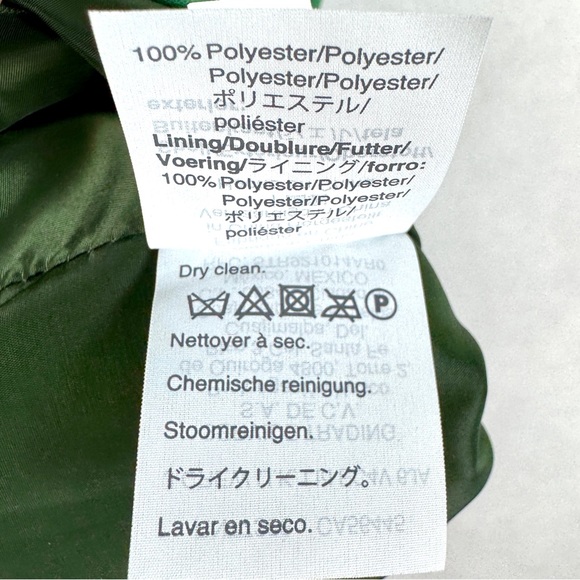 100% Polyester/Polyester/
Polyester/Polyester/
ポリエステル/
poliéster
Lining/Doublure/Futter/
Voering/ライニング/forro:
100% Polyester/Polyester/
Polyester/Polyester/
ポリエステル/
poliéster
Dry clean.
P
Nettoyer à sec.
Chemische reinigung.
Stoomreinigen.
ドライクリーニング。
Lavar en seco.